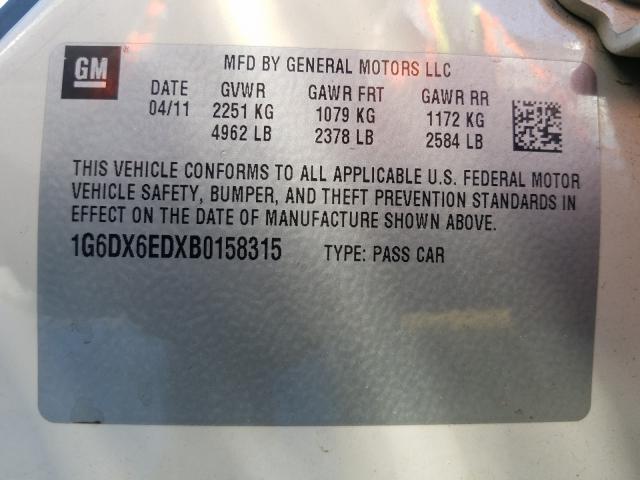 GM
MFD BY GENERAL MOTORS LLC
DATE GVWR GAWR FRT GAWR RR
04/11 2251 KG 1079 KG 1172 KG
4962 LB 2378 LB 2584 LB
THIS VEHICLE CONFORMS TO ALL APPLICABLE U.S. FEDERAL MOTOR
VEHICLE SAFETY, BUMPER, AND THEFT PREVENTION STANDARDS IN
EFFECT ON THE DATE OF MANUFACTURE SHOWN ABOVE.
1G6DX6EDXB0158315 TYPE: PASS CAR